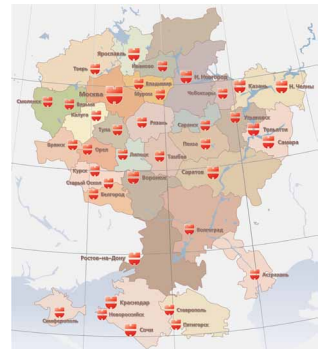 Ярославль
Тверь
Иваново
Москва
Владимир
Н. Новгород
Муром
Чебоксары
Казань
Н. Челны
Смоленск
Вязьма
Калуга
Рязань
Ульяновск
Тула
Саранск
Тольятти
Брянск
Орел
Липецк
Тамбов
Пенза
Самара
Курск
Воронеж
Саратов
Старый Оскол
Белгород
Волгоград
Ростов-на-Дону
Астрахань
Краснодар
Ставрополь
Симферополь
Новороссийск
Пятигорск
Сочи